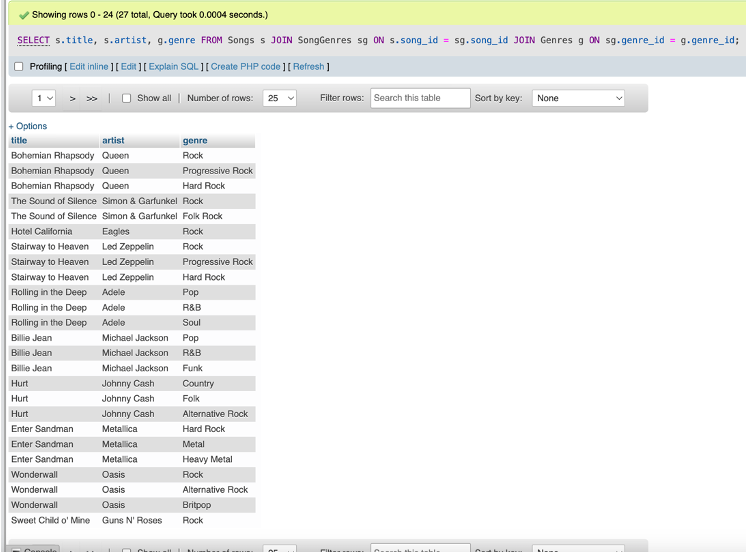 Showing rows 0 - 24 (27 total, Query took 0.0004 seconds.)
SELECT s.title, s.artist, g.genre FROM Songs s JOIN SongGenres sg ON s.song_id = sg.song_id JOIN Genres g ON sg.genre_id = g.genre_id;
Profiling [ Edit inline ] [ Edit ] [ Explain SQL ] [ Create PHP code ] [ Refresh ]
1 > >> | Show all | Number of rows: 25 Filter rows: Search this table Sort by key: None
+ Options
title artist genre
Bohemian Rhapsody Queen Rock
Bohemian Rhapsody Queen Progressive Rock
Bohemian Rhapsody Queen Hard Rock
The Sound of Silence Simon & Garfunkel Rock
The Sound of Silence Simon & Garfunkel Folk Rock
Hotel California Eagles Rock
Stairway to Heaven Led Zeppelin Rock
Stairway to Heaven Led Zeppelin Progressive Rock
Stairway to Heaven Led Zeppelin Hard Rock
Rolling in the Deep Adele Pop
Rolling in the Deep Adele R&B
Rolling in the Deep Adele Soul
Billie Jean Michael Jackson Pop
Billie Jean Michael Jackson R&B
Billie Jean Michael Jackson Funk
Hurt Johnny Cash Country
Hurt Johnny Cash Folk
Hurt Johnny Cash Alternative Rock
Enter Sandman Metallica Hard Rock
Enter Sandman Metallica Metal
Enter Sandman Metallica Heavy Metal
Wonderwall Oasis Rock
Wonderwall Oasis Alternative Rock
Wonderwall Oasis Britpop
Sweet Child o' Mine Guns N' Roses Rock
Console > >> | Show all | Number of rows: 25 Filter rows: Search this table Sort by key: None